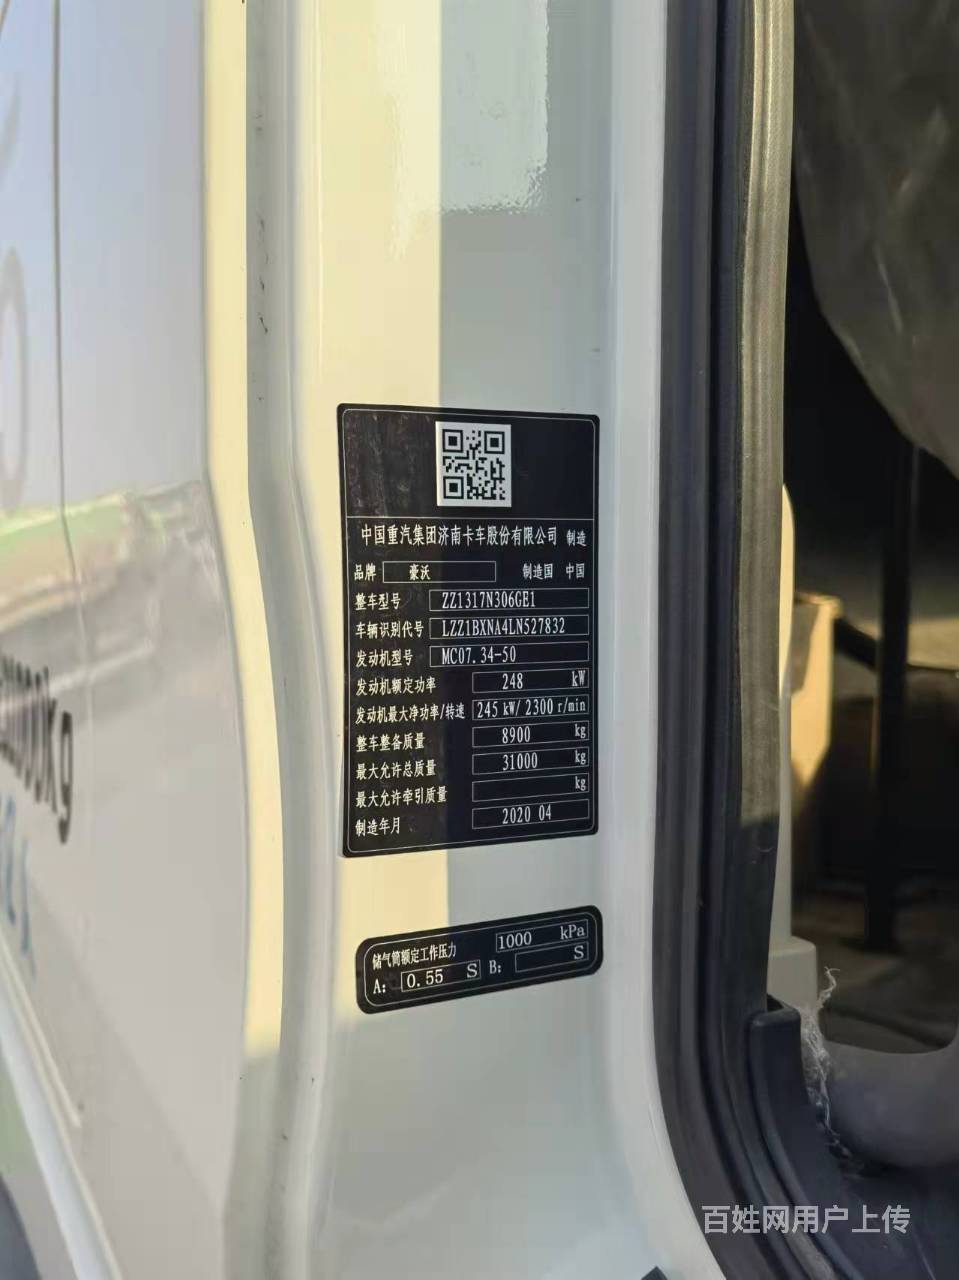 中国重汽集团济南卡车股份有限公司 制造
品牌 豪沃 制造国 中国
整车型号 ZZ1317N306GE1
车辆识别代号 LZZ1BXNA4LN527832
发动机型号 MC07.34-50
发动机额定功率 248 kW
发动机最大净功率/转速 245 kW/ 2300 r/min
整车整备质量 8900 kg
最大允许总质量 31000 kg
最大允许牵引质量 kg
制造年月 2020 04
储气筒额定工作压力 1000 kPa
A: 0.55 S B: S
百姓网用户上传